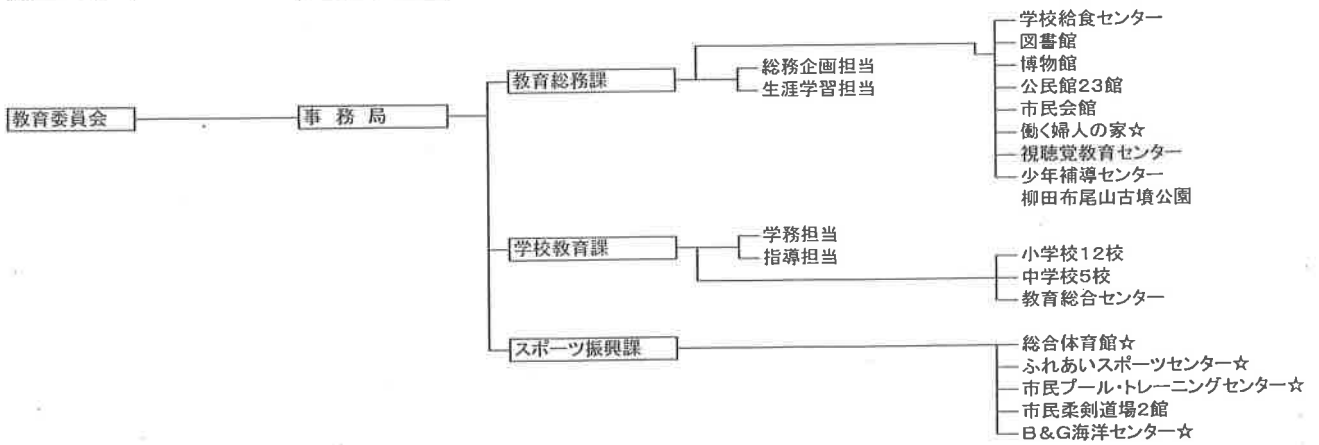 教育委員会
事務局
教育総務課
総務企画担当
生涯学習担当
学校給食センター
図書館
博物館
公民館23館
市民会館
働く婦人の家☆
視聴覚教育センター
少年補導センター
柳田布尾山古墳公園
学校教育課
学務担当
指導担当
小学校12校
中学校5校
教育総合センター
スポーツ振興課
総合体育館☆
ふれあいスポーツセンター☆
市民プール・トレーニングセンター☆
市民柔剣道場2館
B&G海洋センター☆